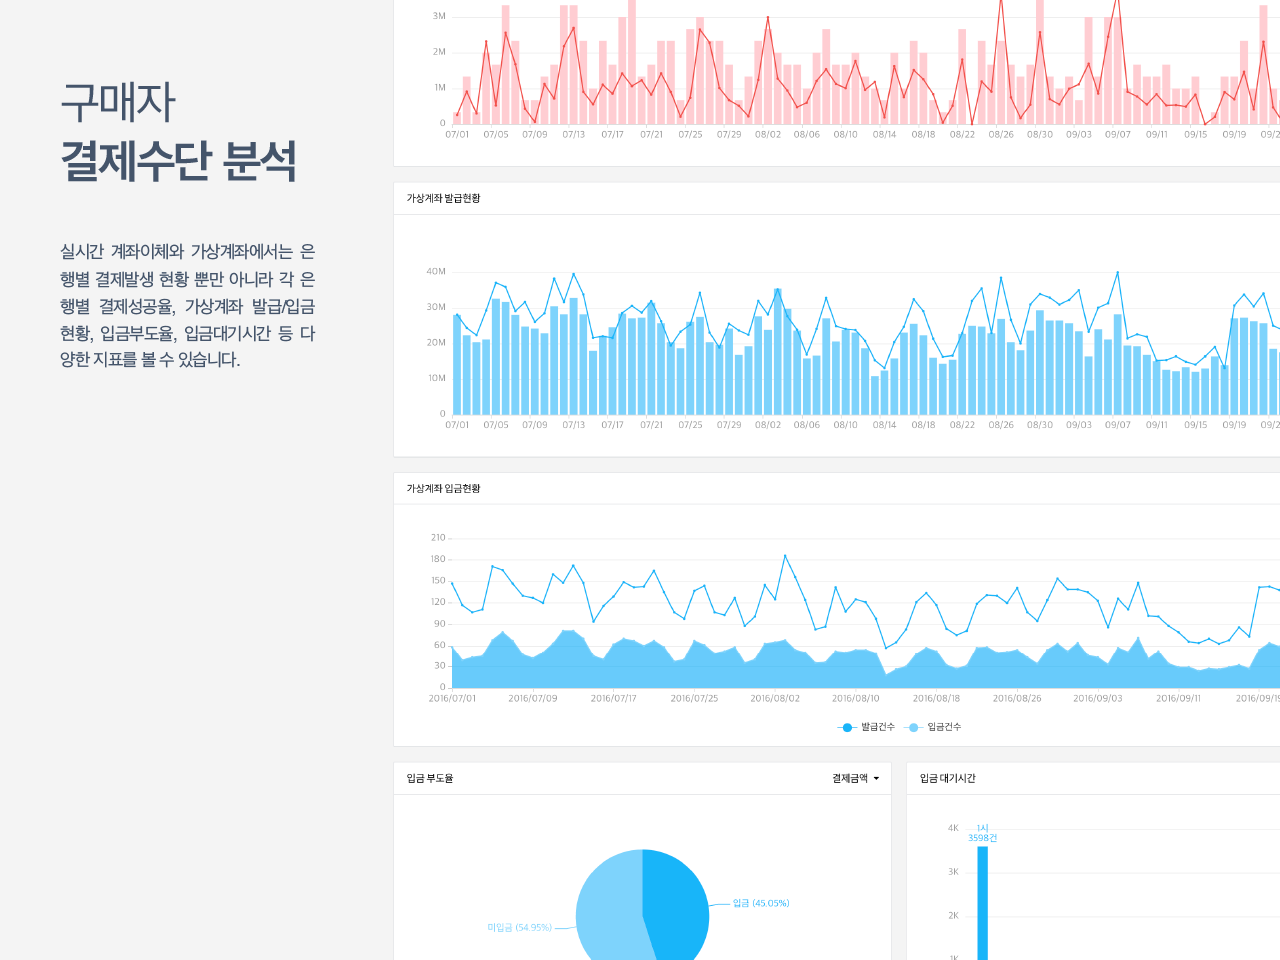 구매자
결제수단 분석
실시간 계좌이체와 가상계좌에서는 은
행별 결제발생 현황 뿐만 아니라 각 은
행별 결제성공율, 가상계좌 발급/입금
현황, 입금부도율, 입금대기시간 등 다
양한 지표를 볼 수 있습니다.
3M
2M
1M
0
07/01 07/05 07/09 07/13 07/17 07/21 07/25 07/29 08/02 08/06 08/10 08/14 08/18 08/22 08/26 08/30 09/03 09/07 09/11 09/15 09/19 09/2
가상계좌 발급현황
40M
30M
20M
10M
0
07/01 07/05 07/09 07/13 07/17 07/21 07/25 07/29 08/02 08/06 08/10 08/14 08/18 08/22 08/26 08/30 09/03 09/07 09/11 09/15 09/19 09/2
가상계좌 입금현황
210
180
150
120
90
60
30
0
2016/07/01 2016/07/09 2016/07/17 2016/07/25 2016/08/02 2016/08/10 2016/08/18 2016/08/26 2016/09/03 2016/09/11 2016/09/19
발급건수 입금건수
입금 부도율 결제금액
입금 (45.05%)
미입금 (54.95%)
입금 대기시간
4K
1시
3598건
3K
2K
1K